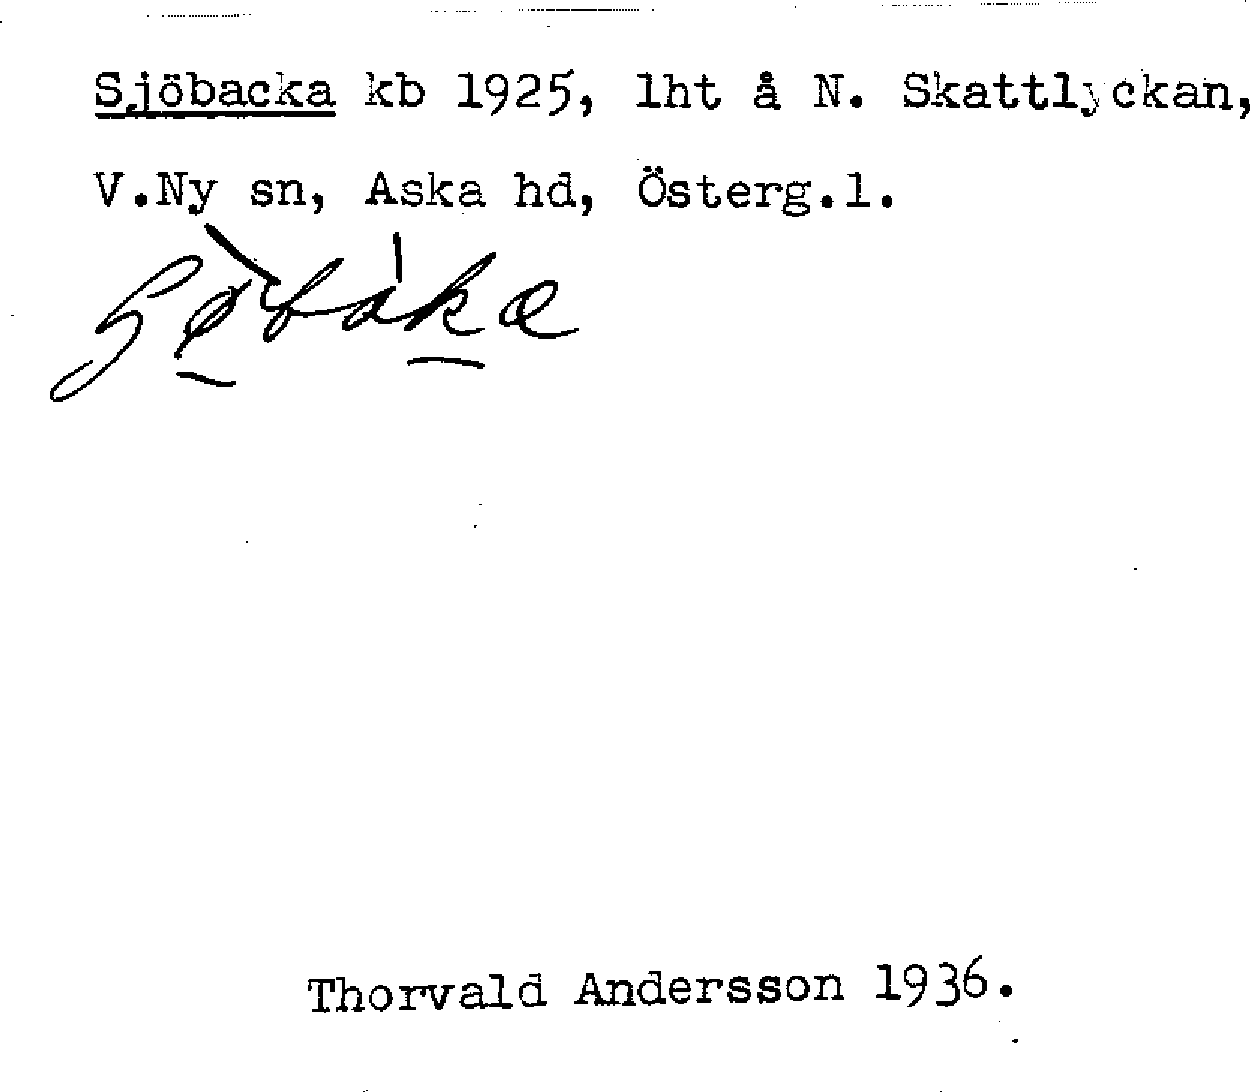 Sjöbacka kb 1925, lht å N. Skattlyckan,
V.Ny sn, Aska hd, Österg.l.
Thorvald Andersson 1936.